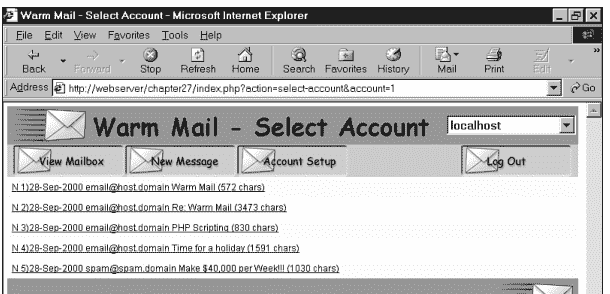 Warm Mail - Select Account - Microsoft Internet Explorer
File Edit View Favorites Tools Help
Back Forward Stop Refresh Home Search Favorites History Mail Print Edit »
Address http://webserver/chapter27/index.php?action=select-account&account=1 Go
Warm Mail - Select Account localhost
View Mailbox New Message Account Setup Log Out
N 1)28-Sep-2000 email@host.domain Warm Mail (572 chars)
N 2)28-Sep-2000 email@host.domain Re: Warm Mail (3473 chars)
N 3)28-Sep-2000 email@host.domain PHP Scripting (830 chars)
N 4)28-Sep-2000 email@host.domain Time for a holiday (1591 chars)
N 5)28-Sep-2000 spam@spam.domain Make $40,000 per Week!!! (1030 chars)